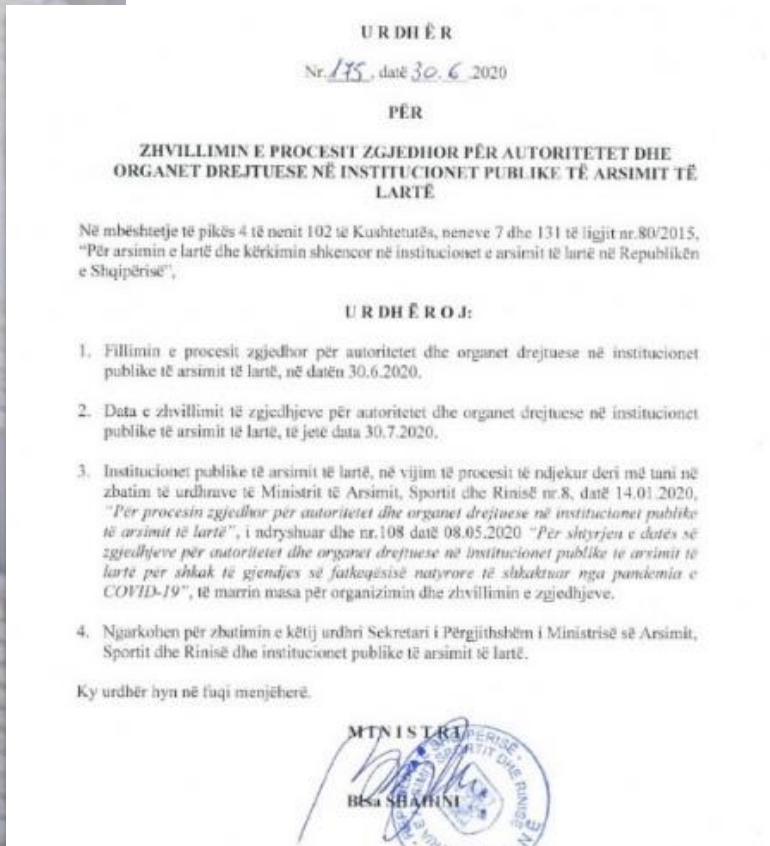 URDHËR
Nr. 175, datë 30.6 2020
PËR
ZHVILLIMIN E PROCESIT ZGJEDHOR PËR AUTORITETET DHE
ORGANET DREJTUESE NË INSTITUCIONET PUBLIKE TË ARSIMIT TË
LARTË
Në mbështetje të pikës 4 të nenit 102 të Kushtetutës, neneve 7 dhe 131 të ligjit nr.80/2015,
“Për arsimin e lartë dhe kërkimin shkencor në institucionet e arsimit të lartë në Republikën
e Shqipërisë”,
URDHËROJ:
1. Fillimin e procesit zgjedhor për autoritetet dhe organet drejtuese në institucionet
publike të arsimit të lartë, në datën 30.6.2020.
2. Data e zhvillimit të zgjedhjeve për autoritetet dhe organet drejtuese në institucionet
publike të arsimit të lartë, të jetë data 30.7.2020.
3. Institucionet publike të arsimit të lartë, në vijim të procesit të ndjekur deri më tani në
zbatim të urdhrave të Ministrit të Arsimit, Sportit dhe Rinisë nr.8, datë 14.01.2020,
“Për procesin zgjedhor për autoritetet dhe organet drejtuese në institucionet publike
të arsimit të lartë”, i ndryshuar dhe nr.108 datë 08.05.2020 “Për shtyrjen e datës së
zgjedhjeve për autoritetet dhe organet drejtuese në institucionet publike të arsimit të
lartë për shkak të gjendjes së fatkeqësisë natyrore të shkaktuar nga pandemia e
COVID-19”, të marrin masa për organizimin dhe zhvillimin e zgjedhjeve.
4. Ngarkohen për zbatimin e këtij urdhri Sekretari i Përgjithshëm i Ministrisë së Arsimit,
Sportit dhe Rinisë dhe institucionet publike të arsimit të lartë.
Ky urdhër hyn në fuqi menjëherë.
MINISTRI
Besa SHAHINI